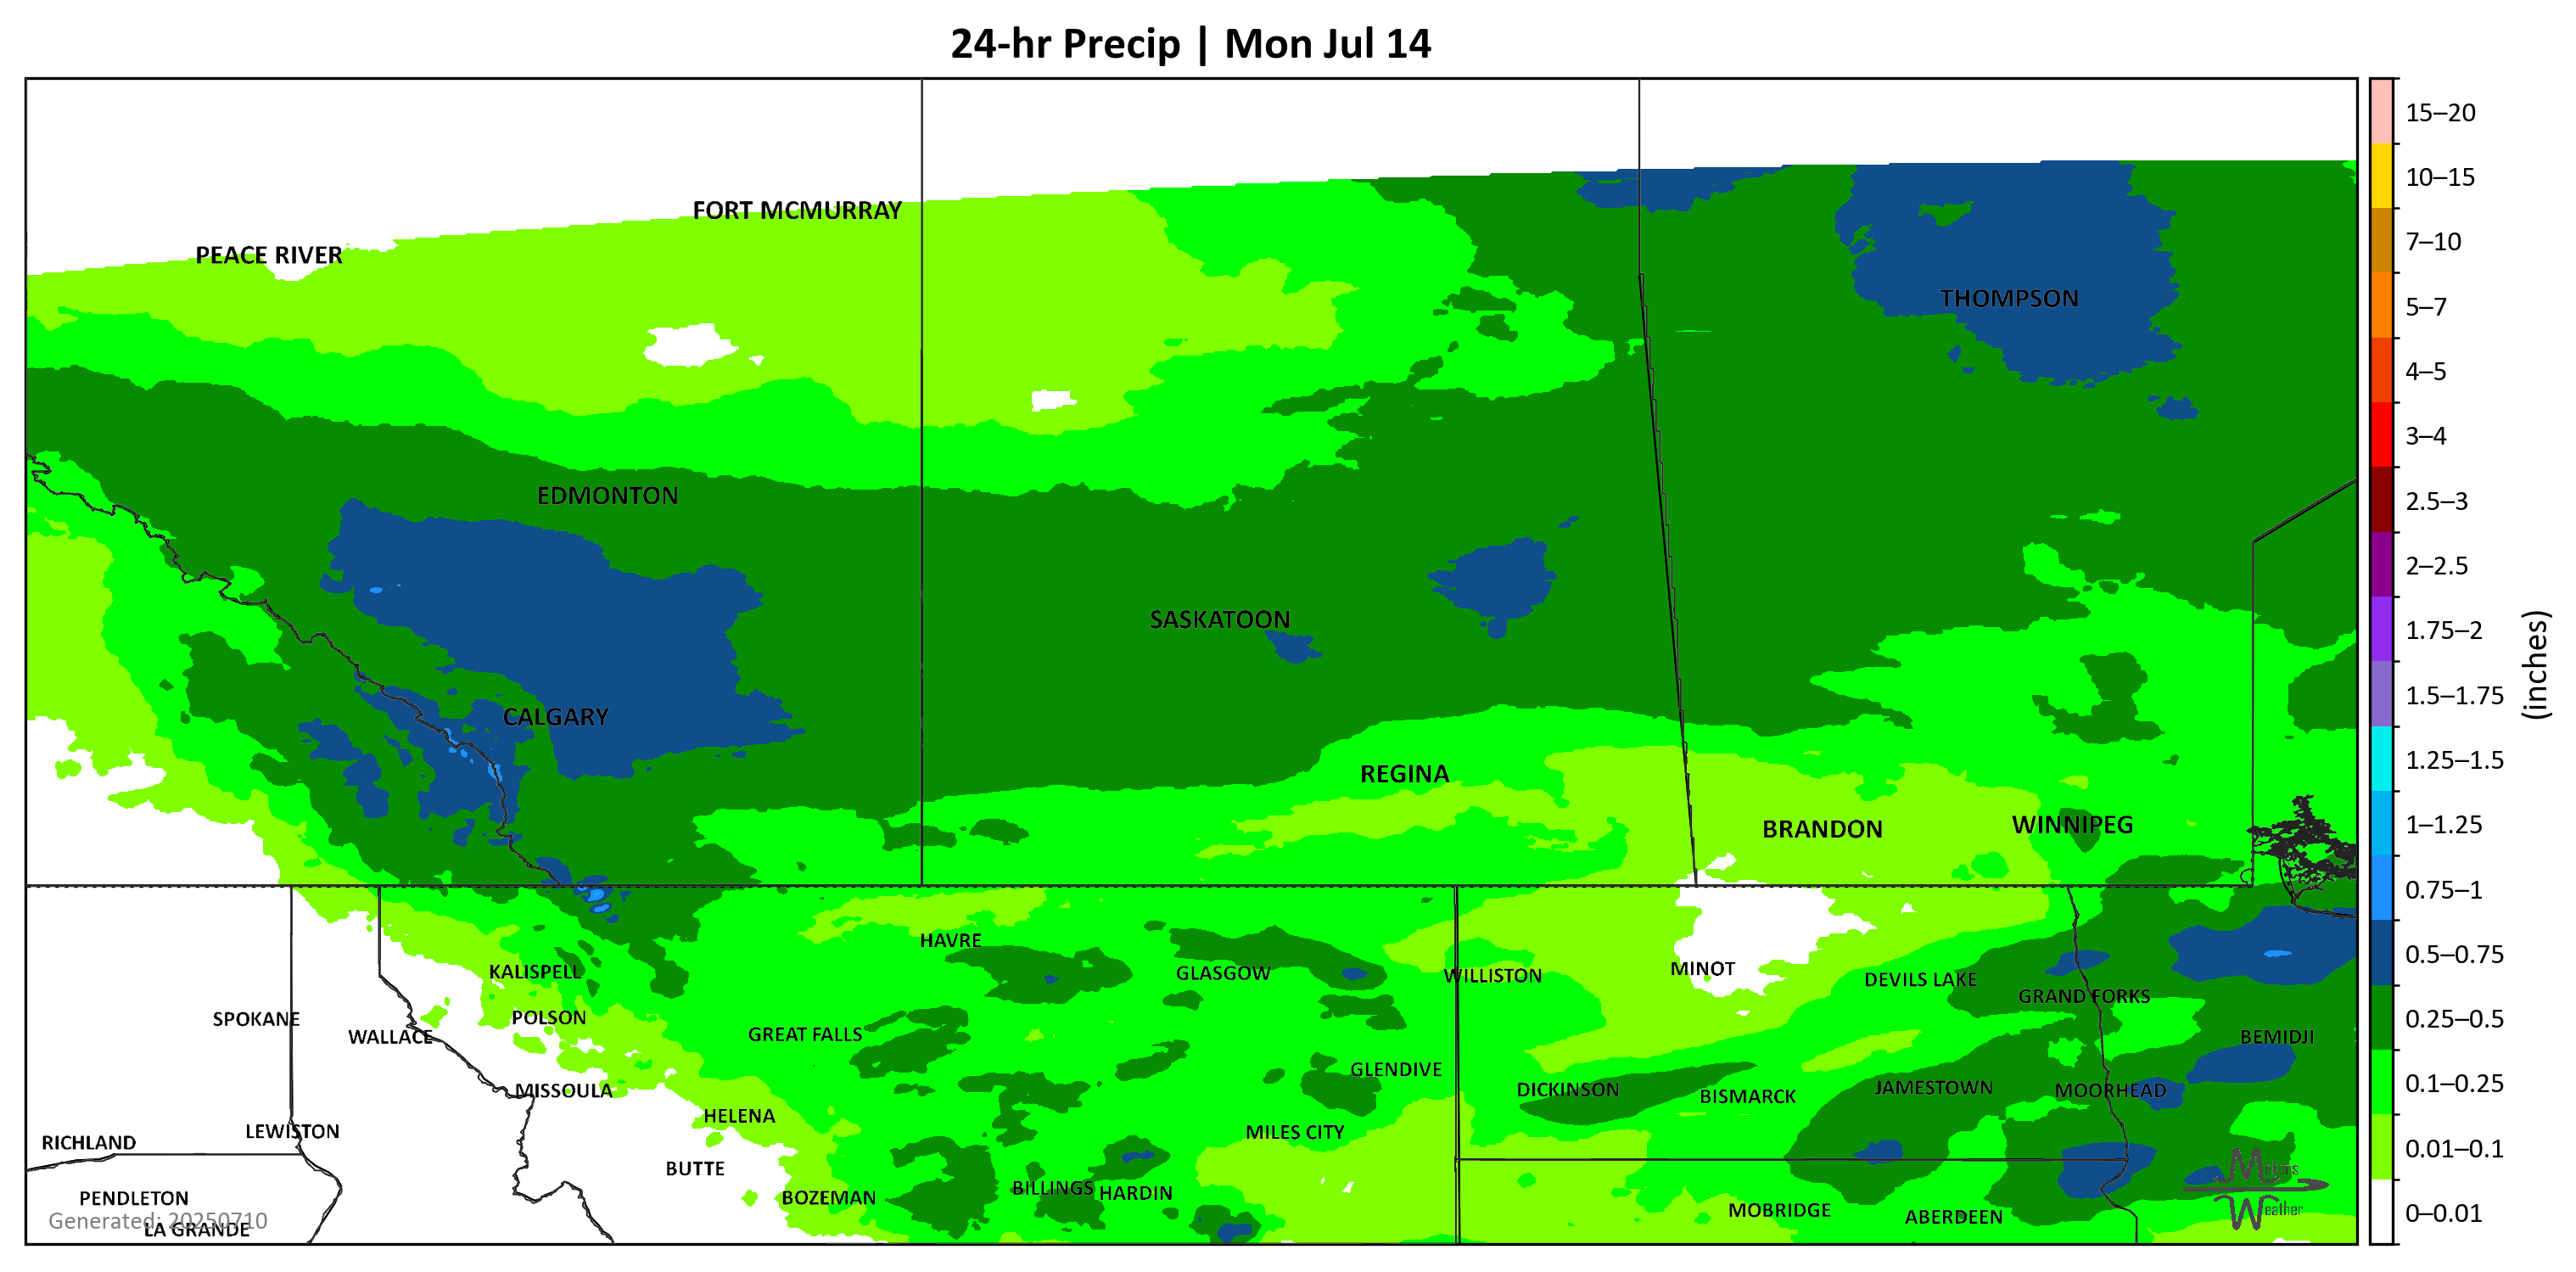 24-hr Precip | Mon Jul 14
FORT MCMURRAY
PEACE RIVER
THOMPSON
EDMONTON
SASKATOON
CALGARY
REGINA
BRANDON
WINNIPEG
HAVRE
KALISPELL
GLASGOW
WILLISTON
MINOT
DEVILS LAKE
GRAND FORKS
SPOKANE
POLSON
WALLACE
GREAT FALLS
BEMIDJI
GLENDIVE
MISSOULA
DICKINSON
BISMARCK
JAMESTOWN
MOORHEAD
HELENA
RICHLAND
LEWISTON
MILES CITY
BUTTE
PENDLETON
BOZEMAN
BILLINGS
HARDIN
MOBRIDGE
ABERDEEN
Generated: 20250710
LA GRANDE
Weather
15–20
10–15
7–10
5–7
4–5
3–4
2.5–3
2–2.5
1.75–2
1.5–1.75
1.25–1.5
1–1.25
0.75–1
0.5–0.75
0.25–0.5
0.1–0.25
0.01–0.1
0–0.01
(inches)